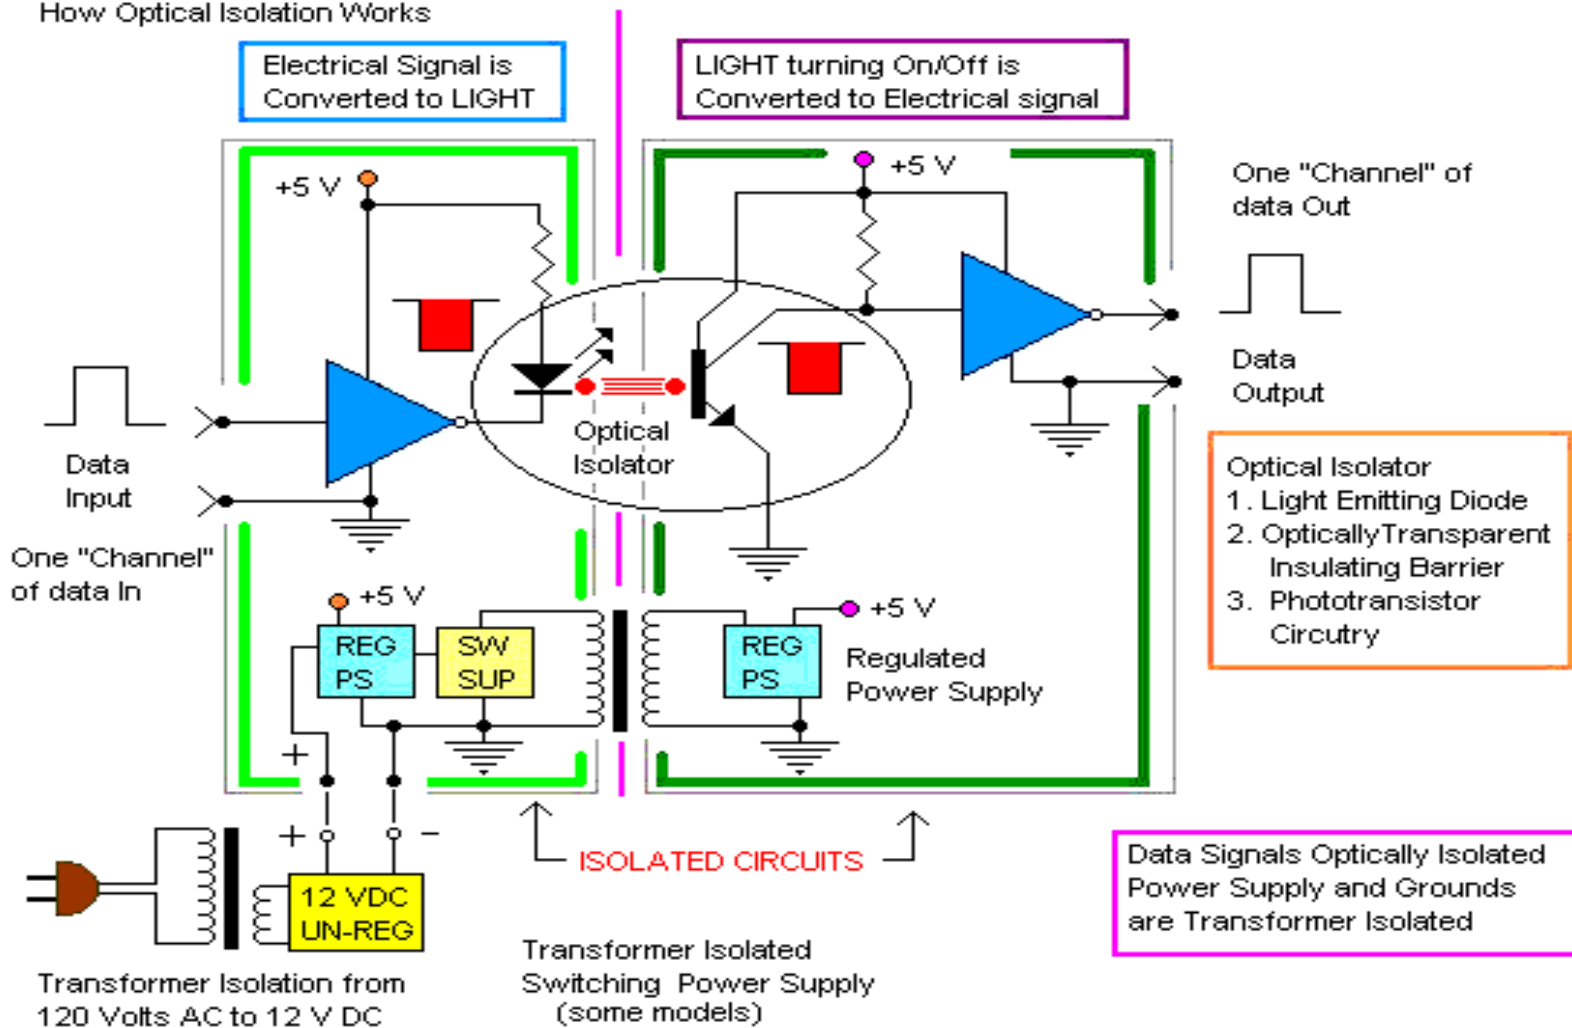 How Optical Isolation Works
Electrical Signal is
Converted to LIGHT
LIGHT turning On/Off is
Converted to Electrical signal
+5 V
+5 V
One "Channel" of
data Out
Data
Output
Data
Input
One "Channel"
of data In
Optical
Isolator
Optical Isolator
1. Light Emitting Diode
2. OpticallyTransparent
Insulating Barrier
3. Phototransistor
Circutry
+5 V
REG
PS
SW
SUP
REG
PS
+5 V
Regulated
Power Supply
+
+
-
12 VDC
UN-REG
ISOLATED CIRCUITS
Data Signals Optically Isolated
Power Supply and Grounds
are Transformer Isolated
Transformer Isolation from
120 Volts AC to 12 V DC
Transformer Isolated
Switching Power Supply
(some models)